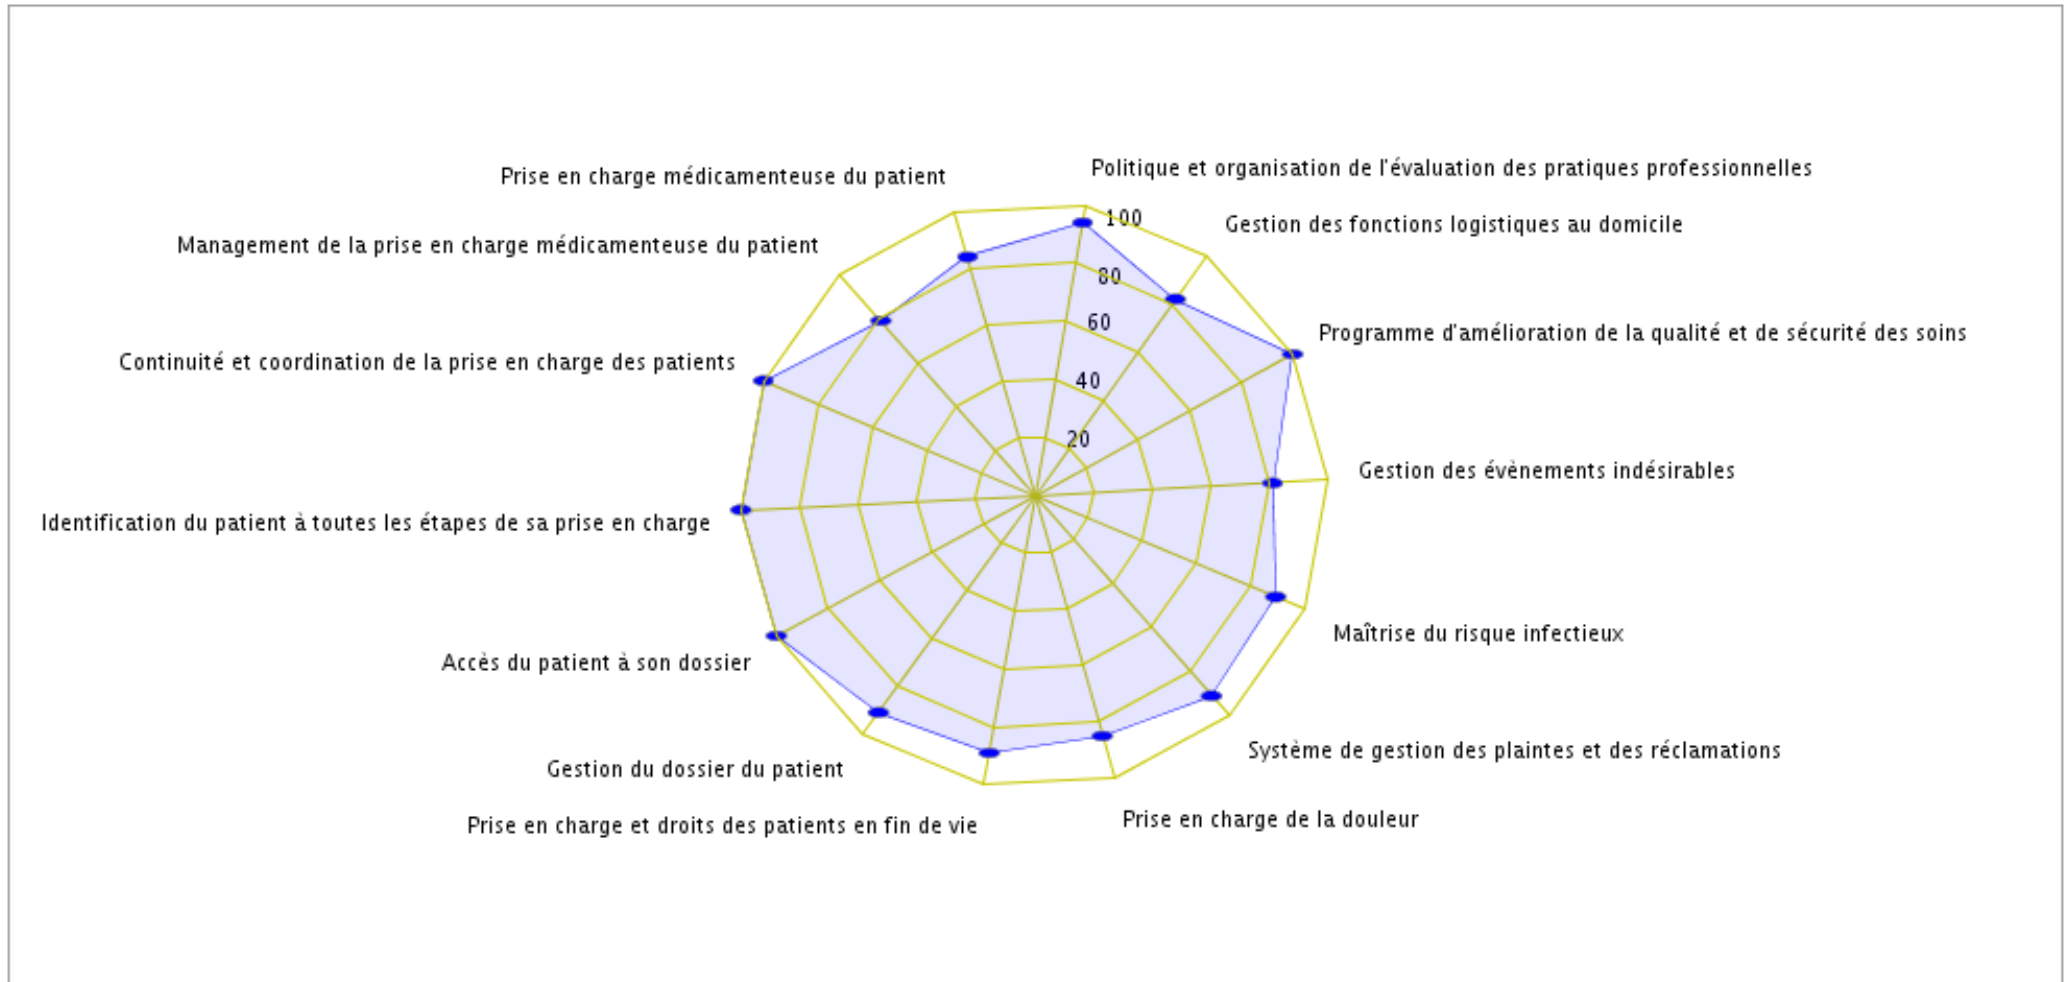 Politique et organisation de l'évaluation des pratiques professionnelles
Prise en charge médicamenteuse du patient
100
Gestion des fonctions logistiques au domicile
Management de la prise en charge médicamenteuse du patient
80
60
Programme d'amélioration de la qualité et de sécurité des soins
Continuité et coordination de la prise en charge des patients
40
20
Gestion des évènements indésirables
Identification du patient à toutes les étapes de sa prise en charge
Maîtrise du risque infectieux
Accès du patient à son dossier
Système de gestion des plaintes et des réclamations
Gestion du dossier du patient
Prise en charge de la douleur
Prise en charge et droits des patients en fin de vie